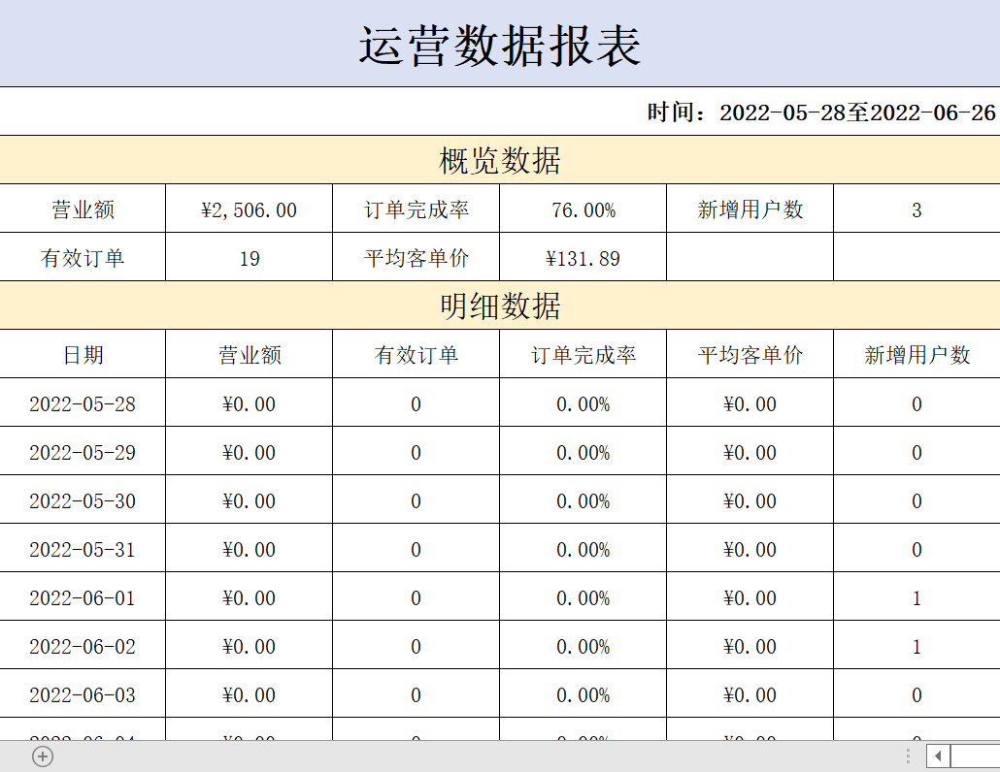 运营数据报表
时间：2022-05-28至2022-06-26
概览数据
营业额 ¥2,506.00 订单完成率 76.00% 新增用户数 3
有效订单 19 平均客单价 ¥131.89
明细数据
日期 营业额 有效订单 订单完成率 平均客单价 新增用户数
2022-05-28 ¥0.00 0 0.00% ¥0.00 0
2022-05-29 ¥0.00 0 0.00% ¥0.00 0
2022-05-30 ¥0.00 0 0.00% ¥0.00 0
2022-05-31 ¥0.00 0 0.00% ¥0.00 0
2022-06-01 ¥0.00 0 0.00% ¥0.00 1
2022-06-02 ¥0.00 0 0.00% ¥0.00 1
2022-06-03 ¥0.00 0 0.00% ¥0.00 0